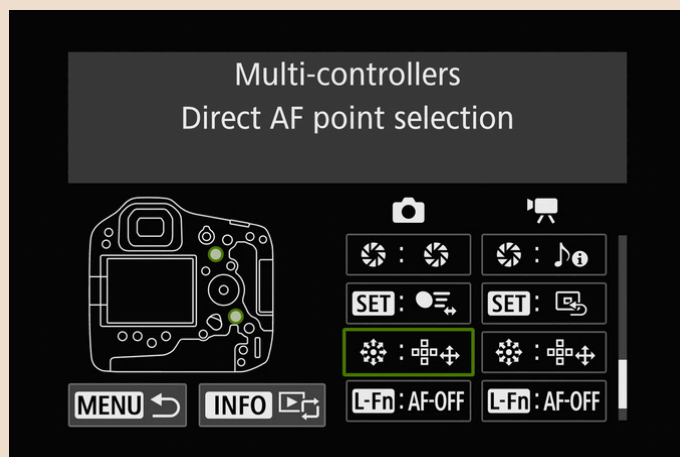 Multi-controllers
Direct AF point selection
:
:
SET :
SET :
:
:
L-Fn : AF-OFF
L-Fn : AF-OFF
MENU
INFO